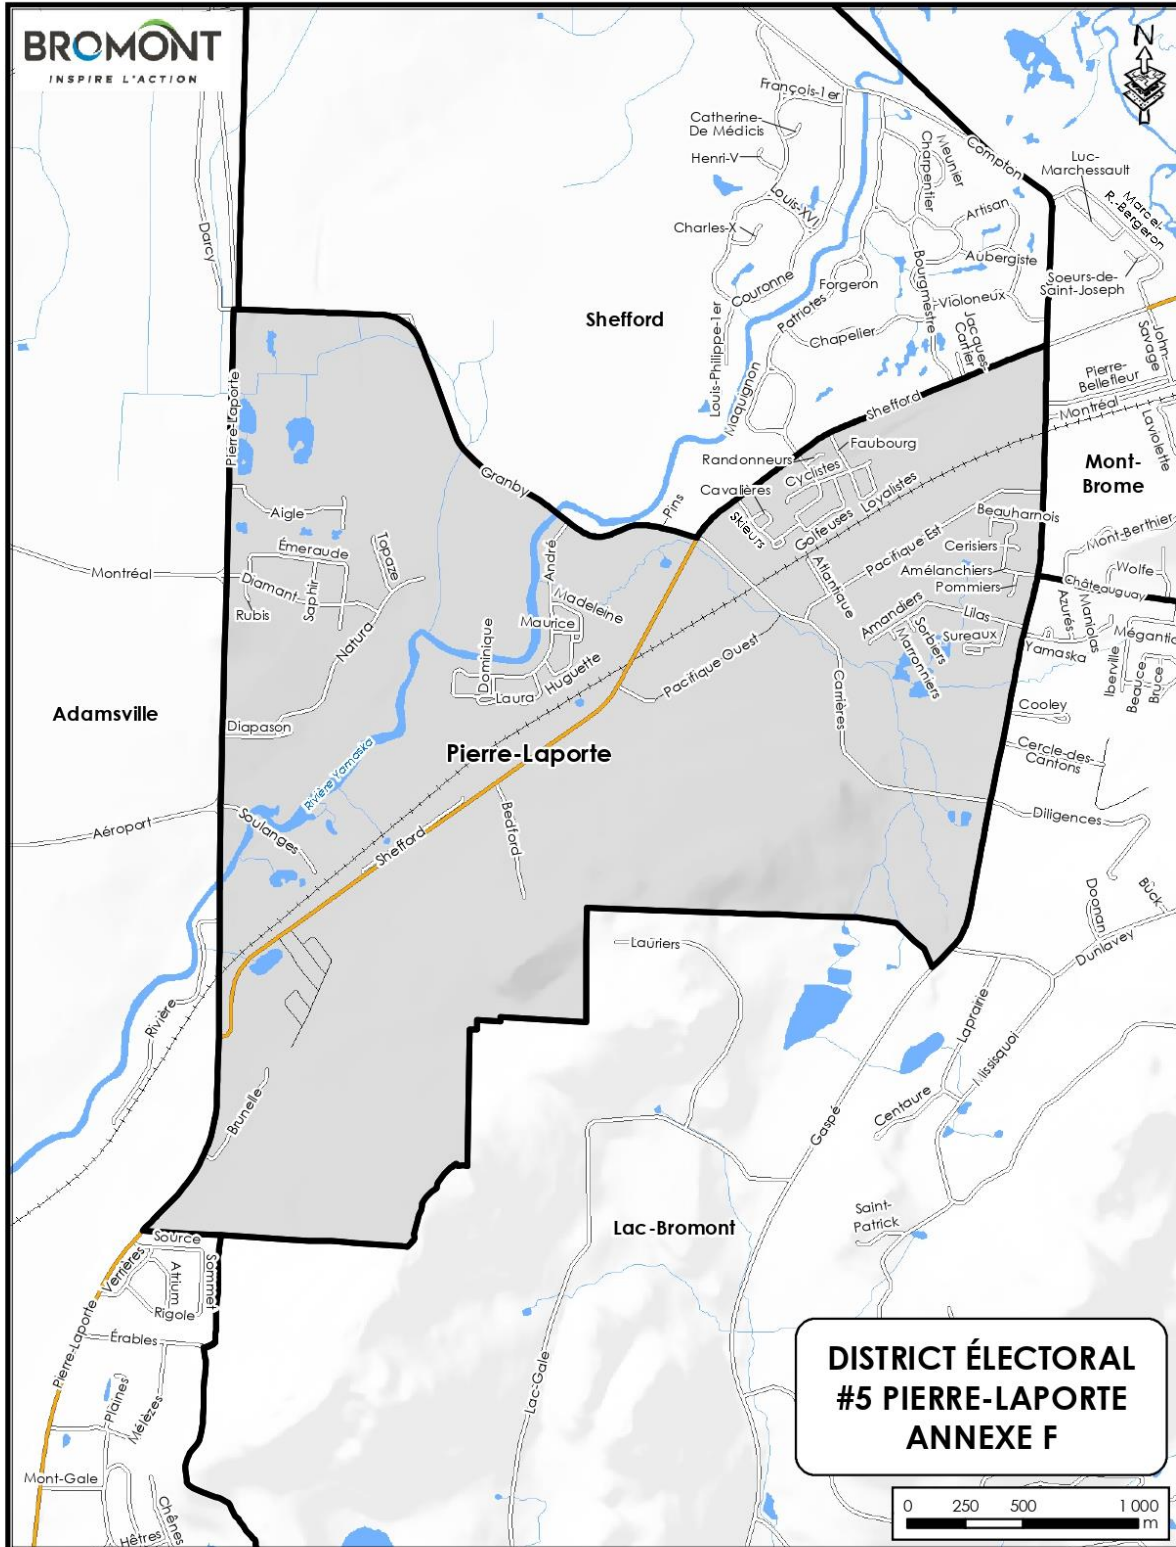 BROMONT
INSPIRE L'ACTION
N
François-1er
Catherine-
De Médicis
Henri-V
Louis-XVI
Charles-X
Couronne
Louis-Philippe-1er
Meunier
Charpentier
Compton
Luc-
Marchessault
Marcel-
R.-Bergeron
Artisan
Aubergiste
Soeurs-de-
Saint-Joseph
Bourgmestre
Forgeron
Patriotes
Violoneux
Chapelier
Jacques-
Cartier
John-
Savage
Maquignon
Darcy
Shefford
Pierre-
Bellefleur
Montréal
Laviolette
Shefford
Pierre-Laporte
Faubourg
Randonneurs
Cyclistes
Cavalières
Loyalistes
Skieurs
Golfeuses
Mont-
Brome
Granby
Pins
Aigle
Émeraude
Topaze
Diamant
Saphir
Rubis
Natura
Montréal
André
Madeleine
Maurice
Dominique
Huguette
Laura
Beauharnois
Pacifique Est
Cerisiers
Amélanchiers
Pommiers
Atlantique
Amandiers
Lilas
Sorbiers
Sureaux
Marronniers
Mont-Berthier
Wolfe
Châteauguay
Azurés
Maniolas
Mégantic
Yamaska
Iberville
Beauce
Bruce
Pacifique Ouest
Carrières
Cooley
Cercle-des-
Cantons
Adamsville
Diapason
Pierre-Laporte
Rivière Yamaska
Aéroport
Soulanges
Shefford
Bedford
Diligences
Doonan
Buck
Dunlavey
Lauriers
Rivière
Laprairie
Missisquoi
Gaspé
Centaure
Brunelle
Saint-
Patrick
Lac-Bromont
Source
Verrières
Atrium
Sommet
Rigole
Pierre-Laporte
Érables
Plaines
Mélèzes
Lac-Gale
Mont-Gale
Chênes
Hêtres
DISTRICT ÉLECTORAL
#5 PIERRE-LAPORTE
ANNEXE F
0 250 500 1 000
m